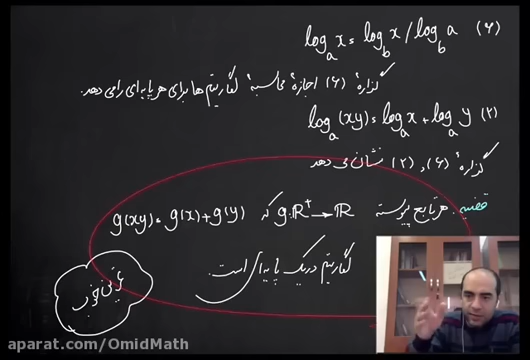 (۶) log_a x = log_b x / log_b a
گزاره (۶) اجازه محاسبه لگاریتم ها برای هر پایه ای را می دهد.
(۲) log_a (xy) = log_a x + log_a y
گزاره (۶)، (۲) نشان می دهد
قضیه. هر تابع پیوسته g: ℝ⁺ → ℝ که g(xy) = g(x) + g(y)
لگاریتم در یک پایه ای است.
خوب
aparat.com/OmidMath